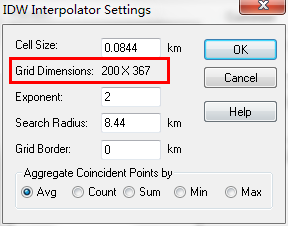 IDW Interpolator Settings
Cell Size: 0.0844 km
OK
Grid Dimensions: 200 X 367
Cancel
Exponent: 2
Search Radius: 8.44 km
Help
Grid Border: 0 km
Aggregate Coincident Points by
Avg Count Sum Min Max